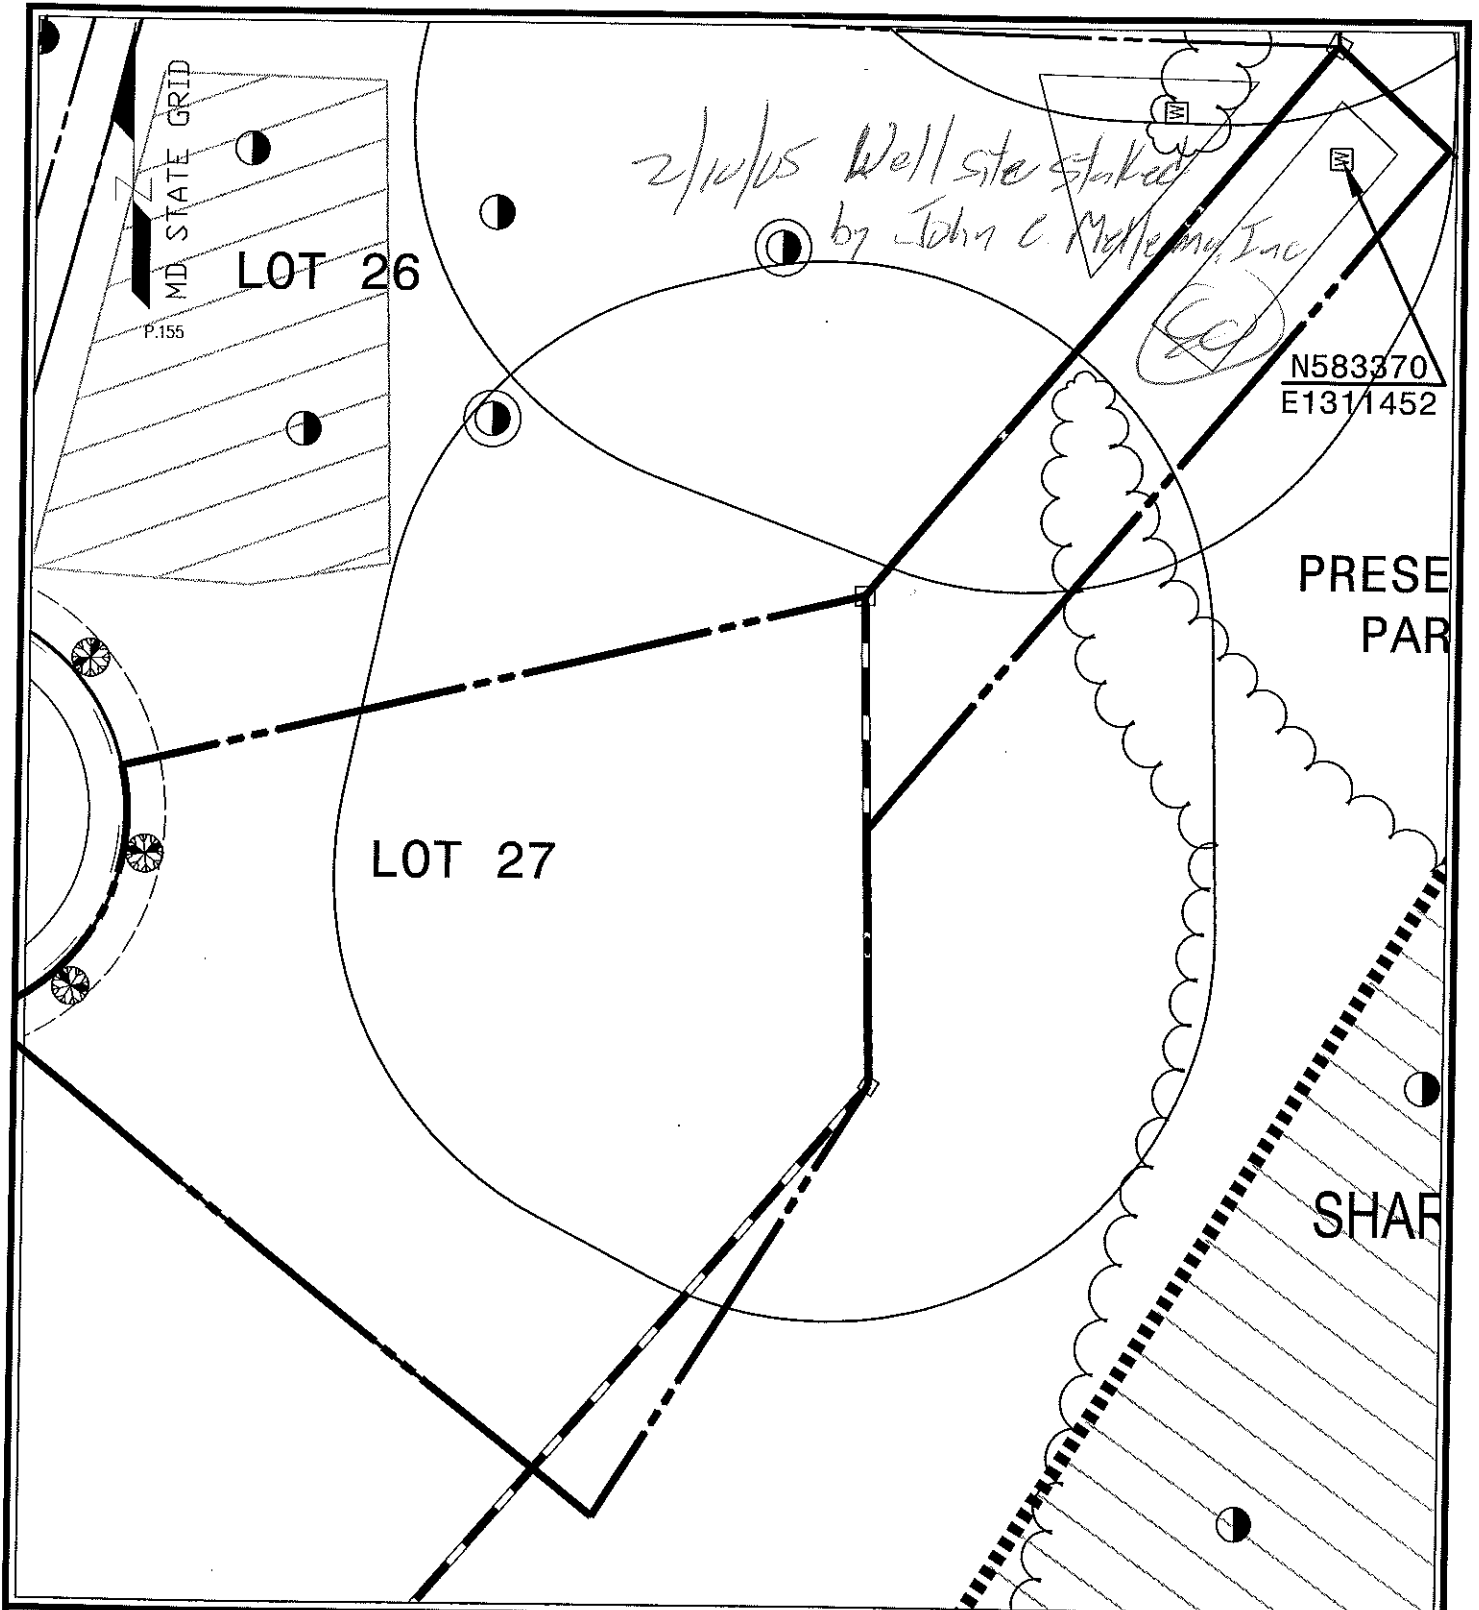 MD STATE GRID
2/10/05 Well site staked
by John C. Mellema, Inc
LOT 26
P.155
W
W
N583370
E1311452
PRESE
PAR
LOT 27
SHAR